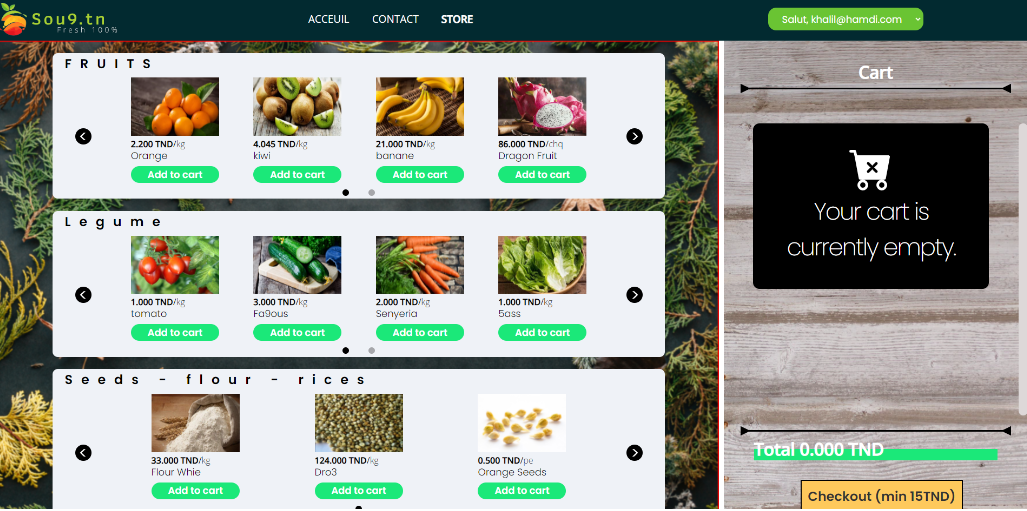 Sou9.tn
Fresh 100%
ACCEUIL
CONTACT
STORE
Salut, khalil@hamdi.com
FRUITS
2.200 TND/kg
Orange
Add to cart
4.045 TND/kg
kiwi
Add to cart
21.000 TND/kg
banane
Add to cart
86.000 TND/chq
Dragon Fruit
Add to cart
Legume
1.000 TND/kg
tomato
Add to cart
3.000 TND/kg
Fa9ous
Add to cart
2.000 TND/kg
Senyeria
Add to cart
1.000 TND/kg
5ass
Add to cart
Seeds - flour - rices
33.000 TND/kg
Flour Whie
Add to cart
124.000 TND/kg
Dro3
Add to cart
0.500 TND/pe
Orange Seeds
Add to cart
Cart
Your cart is
currently empty.
Total 0.000 TND
Checkout (min 15TND)